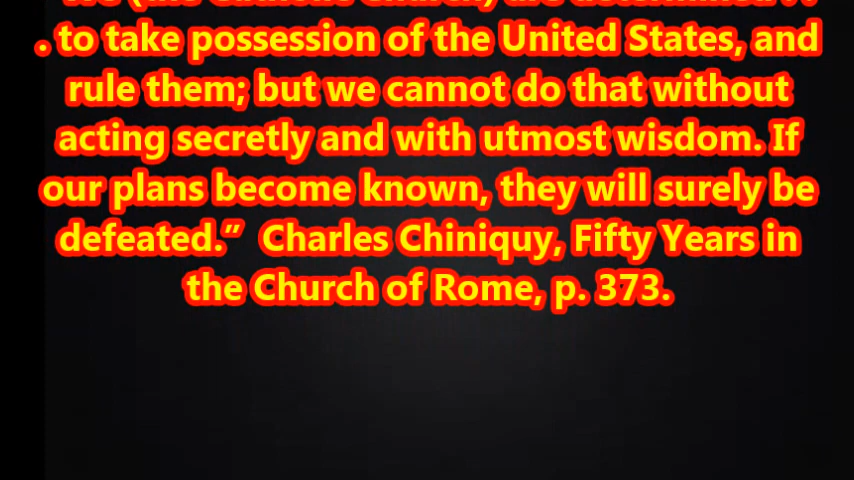 . to take possession of the United States, and
rule them; but we cannot do that without
acting secretly and with utmost wisdom. If
our plans become known, they will surely be
defeated.” Charles Chiniquy, Fifty Years in
the Church of Rome, p. 373.